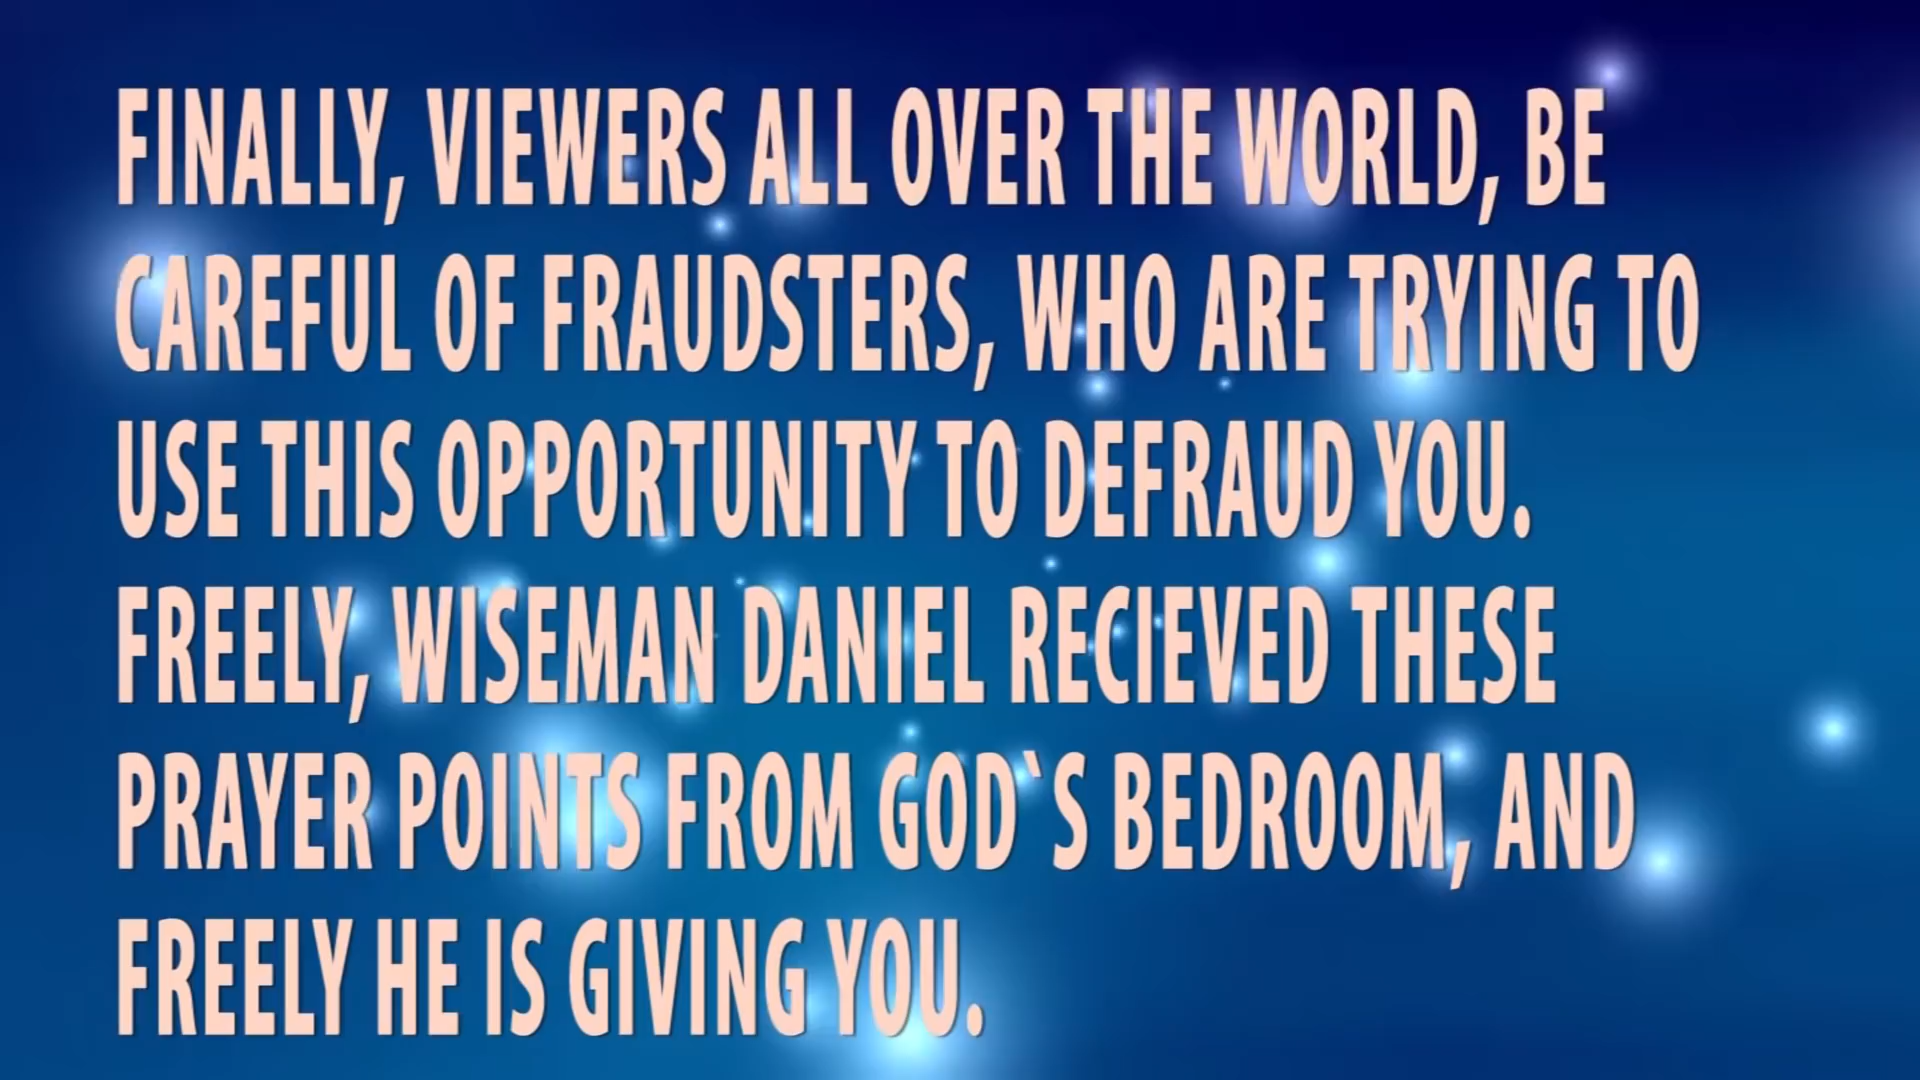 FINALLY, VIEWERS ALL OVER THE WORLD, BE
CAREFUL OF FRAUDSTERS, WHO ARE TRYING TO
USE THIS OPPORTUNITY TO DEFRAUD YOU.
FREELY, WISEMAN DANIEL RECIEVED THESE
PRAYER POINTS FROM GOD`S BEDROOM, AND
FREELY HE IS GIVING YOU.